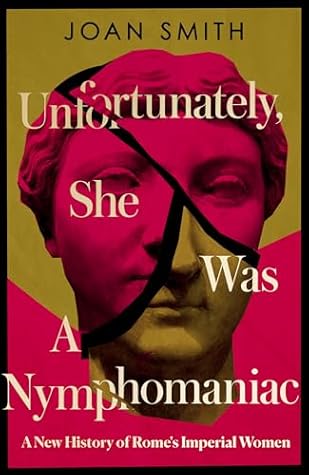 JOAN SMITH
Unfortunately,
She
Was
A
Nymphomaniac
A New History of Rome's Imperial Women